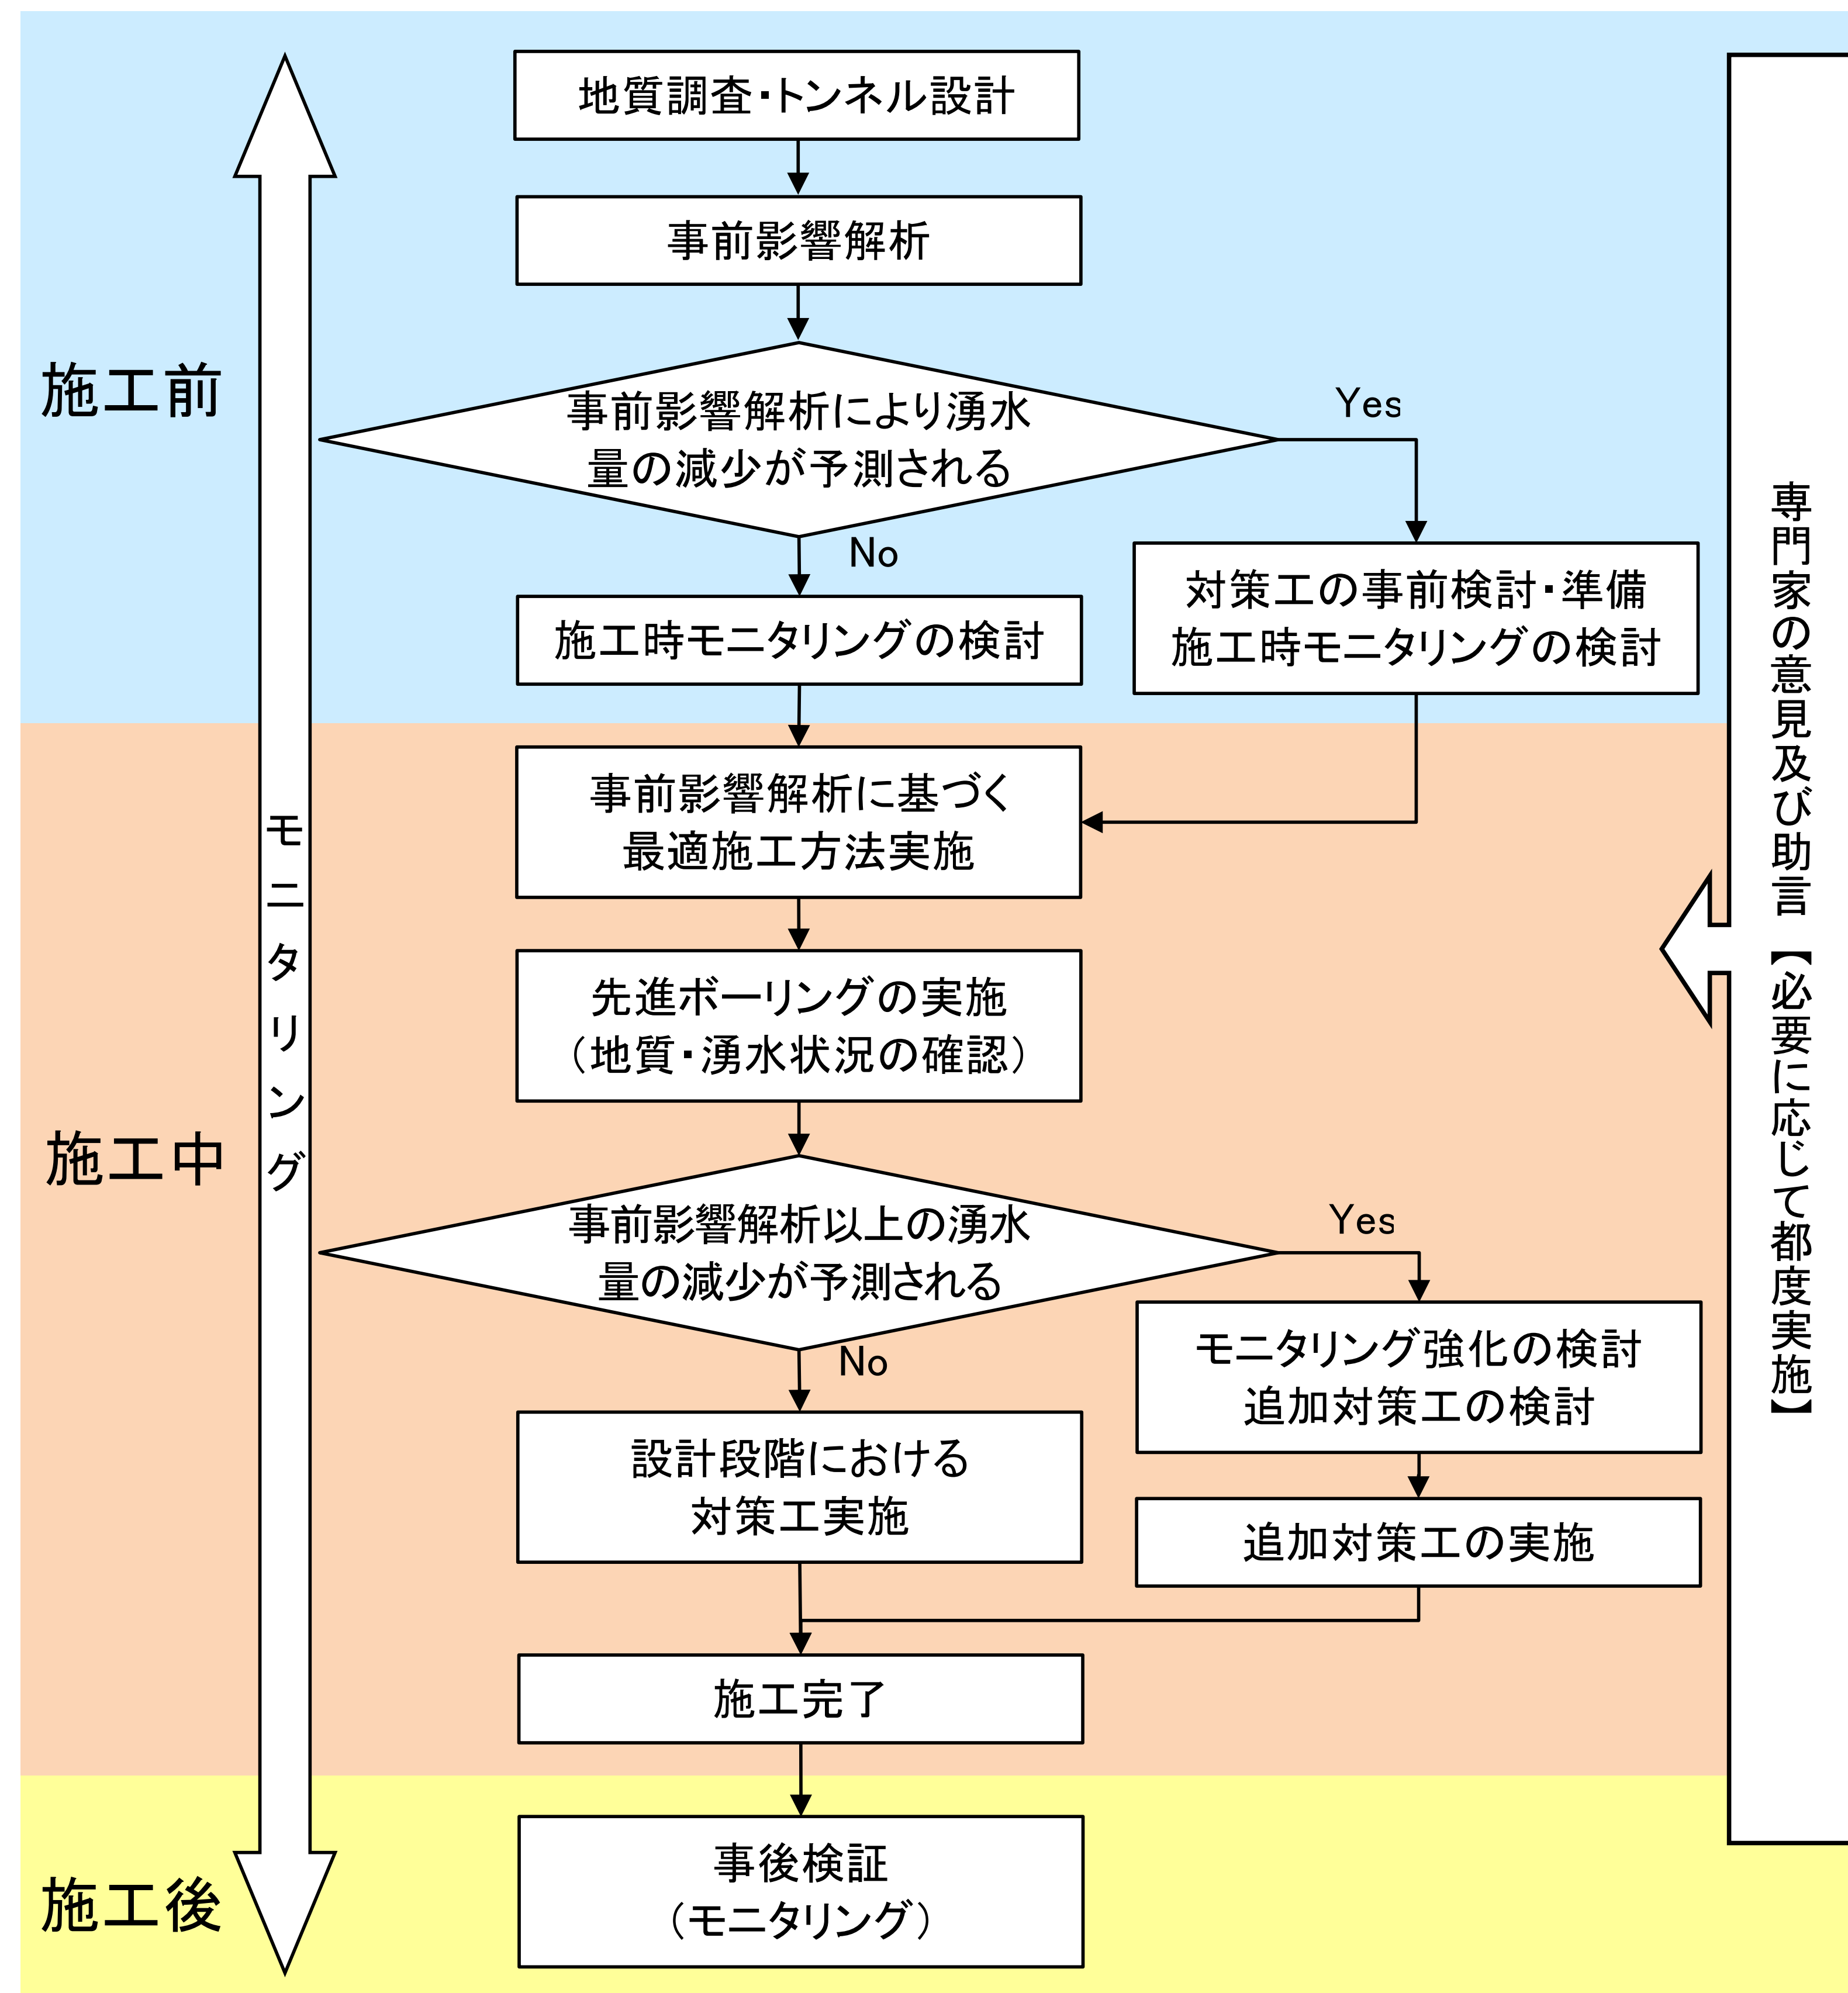 地質調査・トンネル設計
事前影響解析
施工前
事前影響解析により湧水
量の減少が予測される
Yes
No
対策工の事前検討・準備
施工時モニタリングの検討
施工時モニタリングの検討
事前影響解析に基づく
最適施工方法実施
先進ボーリングの実施
（地質・湧水状況の確認）
モニタリング
施工中
事前影響解析以上の湧水
量の減少が予測される
Yes
No
モニタリング強化の検討
追加対策工の検討
設計段階における
対策工実施
追加対策工の実施
施工完了
施工後
事後検証
（モニタリング）
専門家の意見及び助言【必要に応じて都度実施】